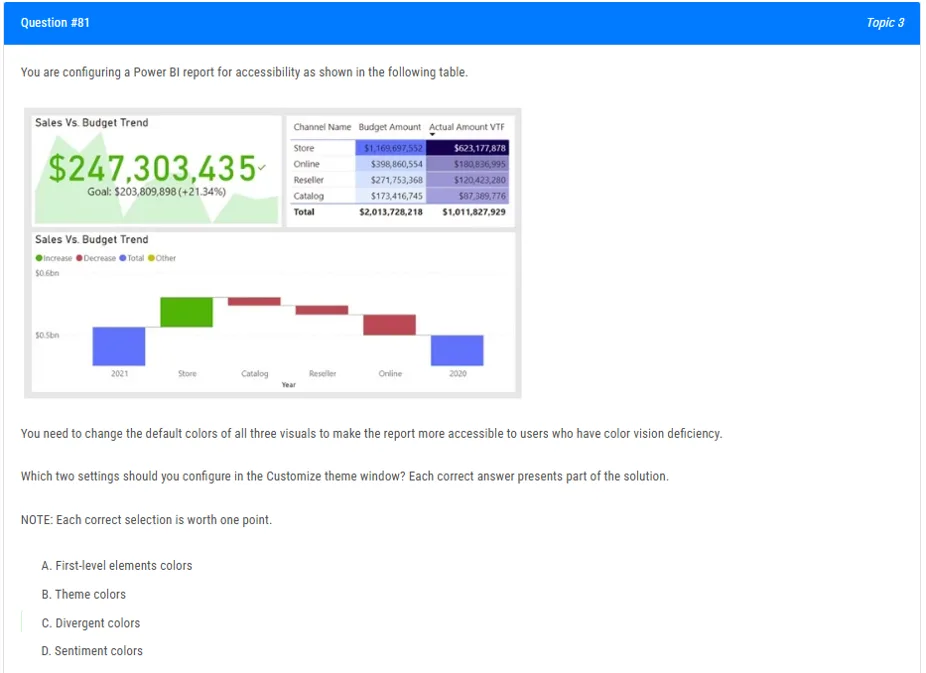 Question #81 Topic 3
You are configuring a Power BI report for accessibility as shown in the following table.
Sales Vs. Budget Trend
$247,303,435
Goal: $203,809,898 (+21.34%)
Channel Name Budget Amount Actual Amount VTF
Store $1,169,697,552 $623,177,878
Online $398,860,554 $180,836,995
Reseller $271,753,368 $120,423,280
Catalog $173,416,745 $87,389,776
Total $2,013,728,218 $1,011,827,929
Sales Vs. Budget Trend
Increase Decrease Total Other
$0.6bn
$0.5bn
2021 Store Catalog Reseller Online 2020
Year
You need to change the default colors of all three visuals to make the report more accessible to users who have color vision deficiency.
Which two settings should you configure in the Customize theme window? Each correct answer presents part of the solution.
NOTE: Each correct selection is worth one point.
A. First-level elements colors
B. Theme colors
C. Divergent colors
D. Sentiment colors